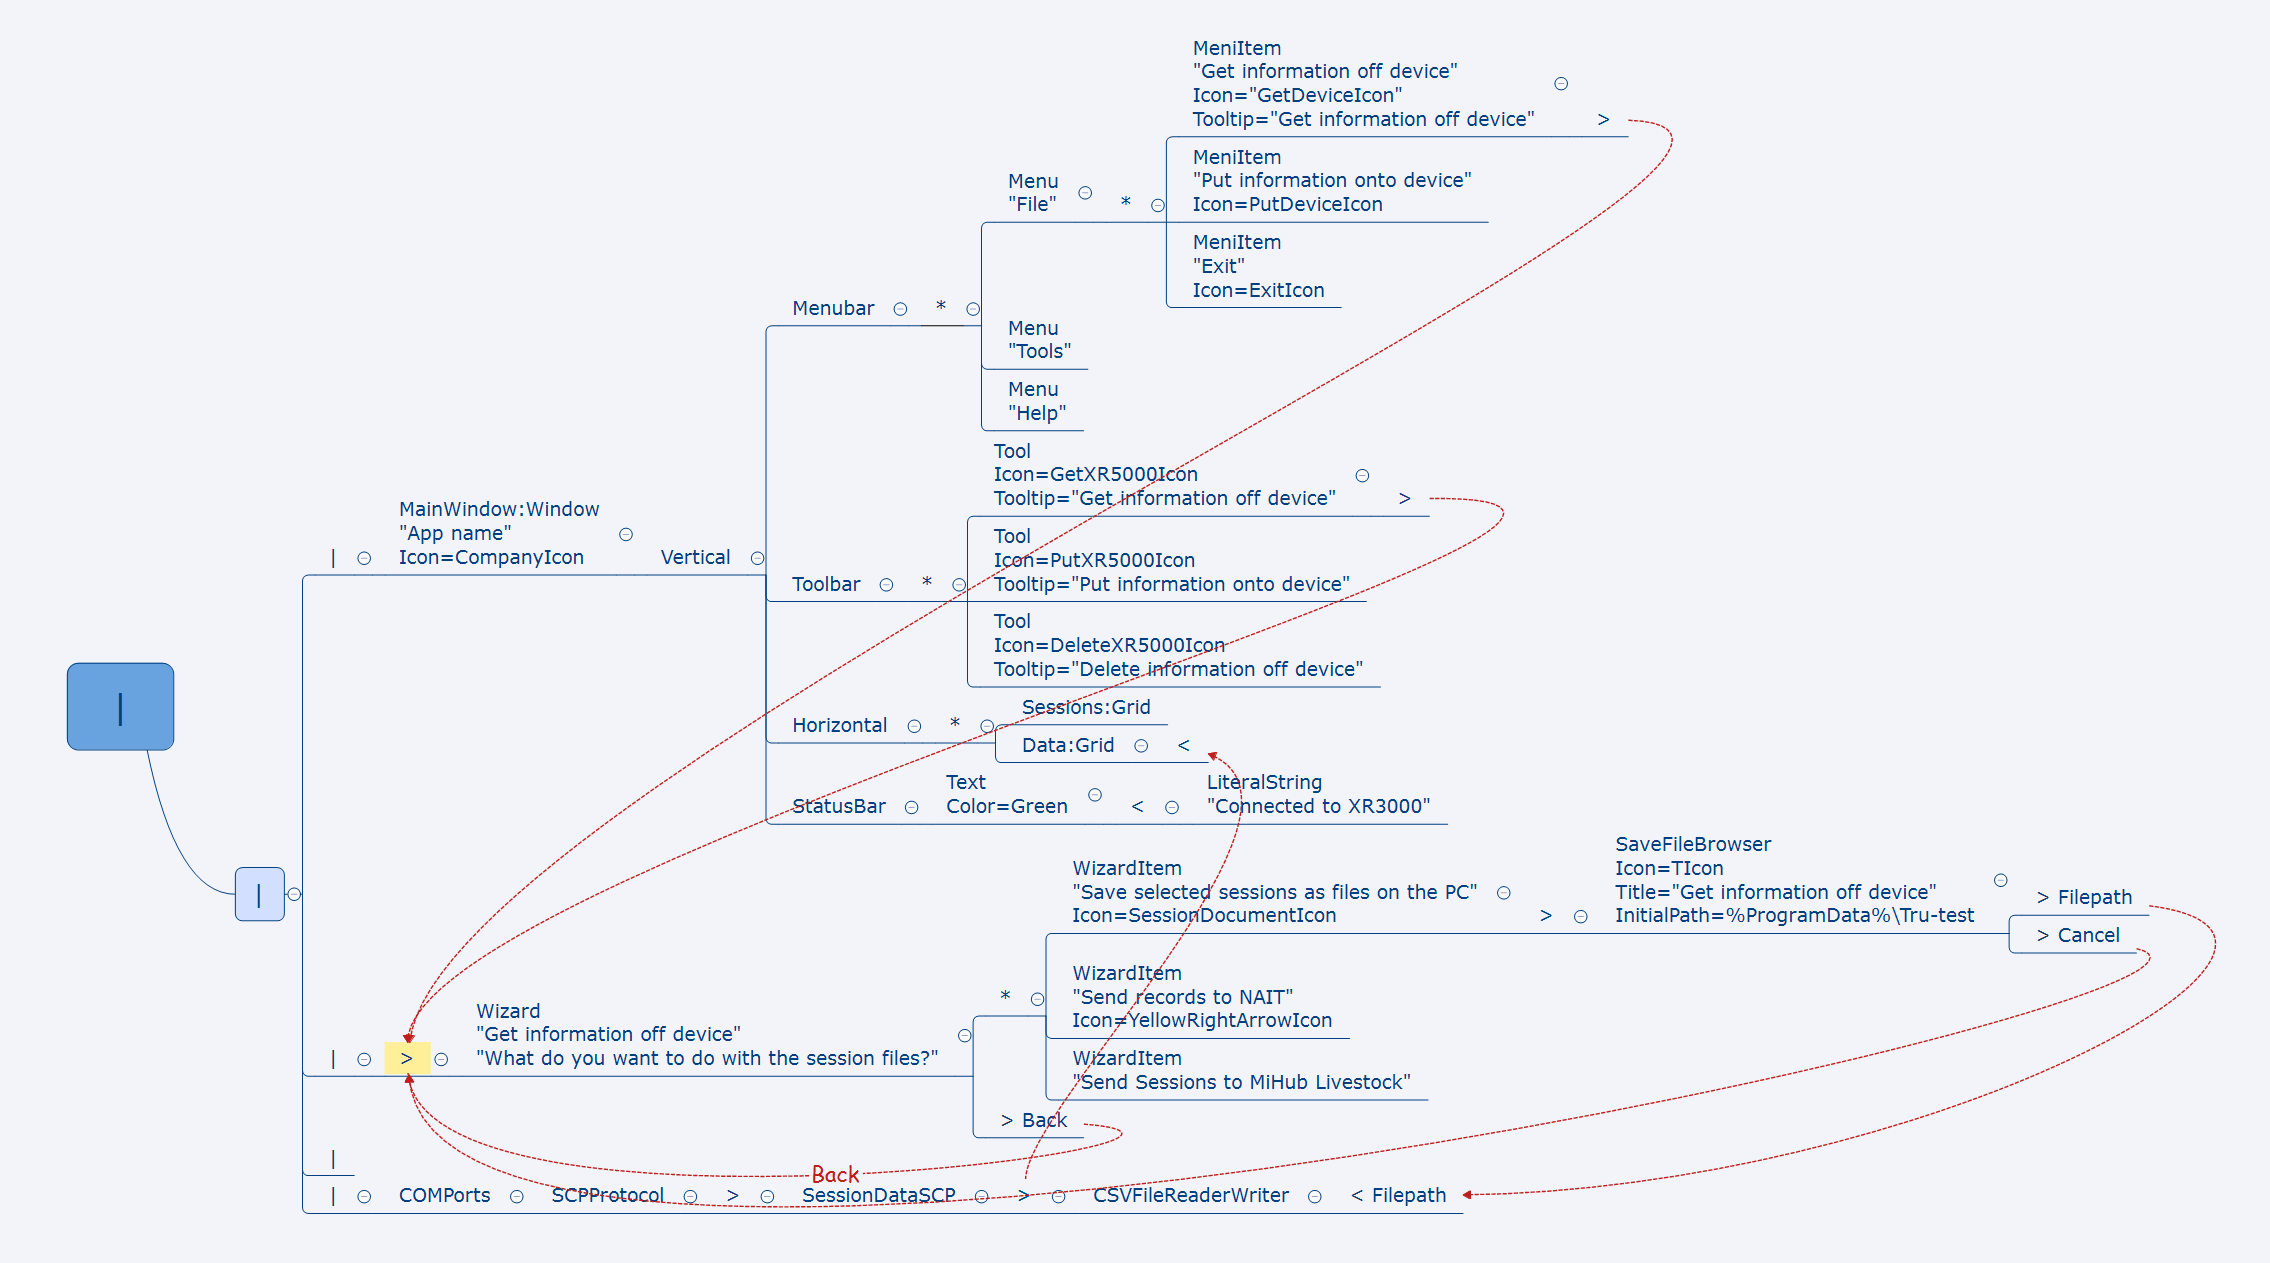 MeniItem
"Get information off device"
Icon="GetDeviceIcon"
Tooltip="Get information off device" >
MeniItem
"Put information onto device"
Icon=PutDeviceIcon
Menu
"File" *
MeniItem
"Exit"
Icon=ExitIcon
Menubar *
Menu
"Tools"
Menu
"Help"
Tool
Icon=GetXR5000Icon
Tooltip="Get information off device" >
| MainWindow:Window
"App name"
Icon=CompanyIcon
Vertical
Toolbar *
Tool
Icon=PutXR5000Icon
Tooltip="Put information onto device"
Tool
Icon=DeleteXR5000Icon
Tooltip="Delete information off device"
|
Horizontal *
Sessions:Grid
Data:Grid <
StatusBar
Text
Color=Green <
LiteralString
"Connected to XR3000"
|
WizardItem
"Save selected sessions as files on the PC"
Icon=SessionDocumentIcon >
SaveFileBrowser
Icon=TIcon
Title="Get information off device"
InitialPath=%ProgramData%\Tru-test
> Filepath
> Cancel
| >
Wizard
"Get information off device"
"What do you want to do with the session files?"
*
WizardItem
"Send records to NAIT"
Icon=YellowRightArrowIcon
WizardItem
"Send Sessions to MiHub Livestock"
> Back
|
Back
| COMPorts SCPProtocol > SessionDataSCP > CSVFileReaderWriter < Filepath